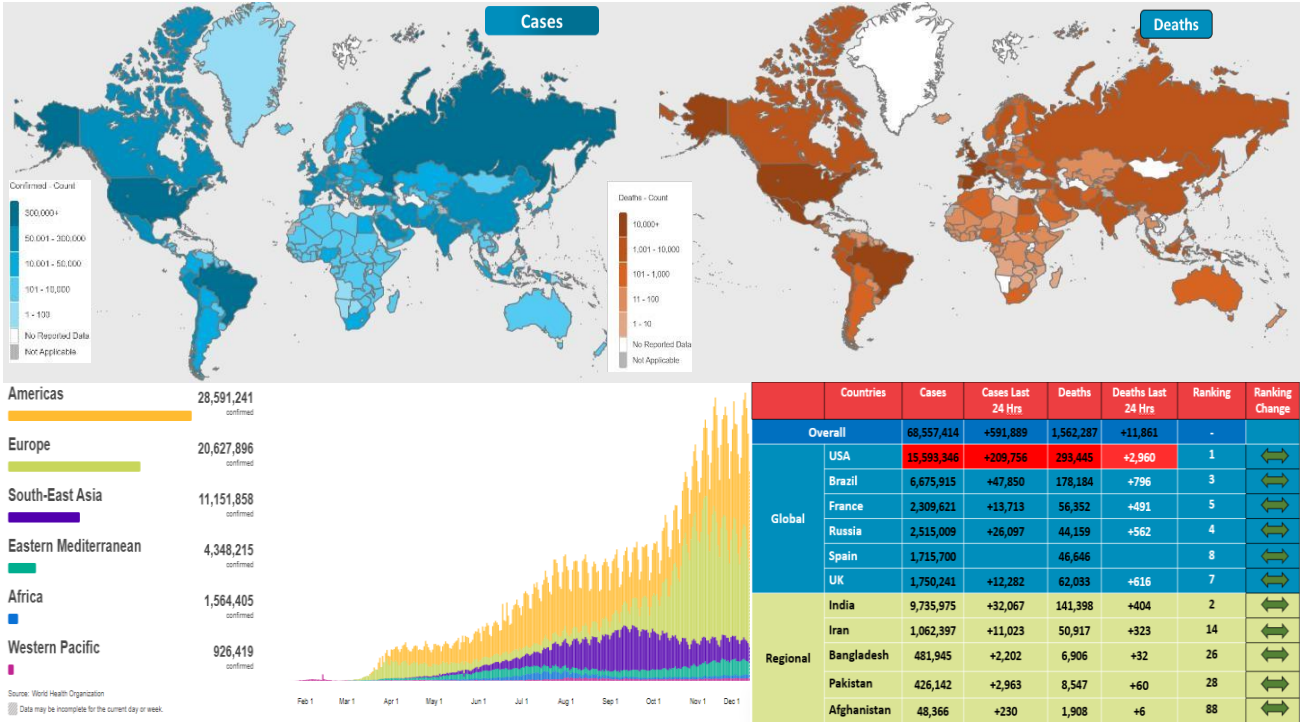 Cases
Deaths
Confirmed - Count
300,000+
50,001 - 300,000
10,001 - 50,000
101 - 10,000
1 - 100
No Reported Data
Not Applicable
Deaths - Count
10,000+
1,001 - 10,000
101 - 1,000
11 - 100
1 - 10
No Reported Data
Not Applicable
Americas 28,591,241
confirmed
Europe 20,627,896
confirmed
South-East Asia 11,151,858
confirmed
Eastern Mediterranean 4,348,215
confirmed
Africa 1,564,405
confirmed
Western Pacific 926,419
confirmed
Source: World Health Organization
Data may be incomplete for the current day or week.
Feb 1 Mar 1 Apr 1 May 1 Jun 1 Jul 1 Aug 1 Sep 1 Oct 1 Nov 1 Dec 1
Countries Cases Cases Last 24 Hrs Deaths Deaths Last 24 Hrs Ranking Ranking Change
Overall 68,557,414 +591,889 1,562,287 +11,861 -
Global
USA 15,593,346 +209,756 293,445 +2,960 1
Brazil 6,675,915 +47,850 178,184 +796 3
France 2,309,621 +13,713 56,352 +491 5
Russia 2,515,009 +26,097 44,159 +562 4
Spain 1,715,700 46,646 8
UK 1,750,241 +12,282 62,033 +616 7
Regional
India 9,735,975 +32,067 141,398 +404 2
Iran 1,062,397 +11,023 50,917 +323 14
Bangladesh 481,945 +2,202 6,906 +32 26
Pakistan 426,142 +2,963 8,547 +60 28
Afghanistan 48,366 +230 1,908 +6 88